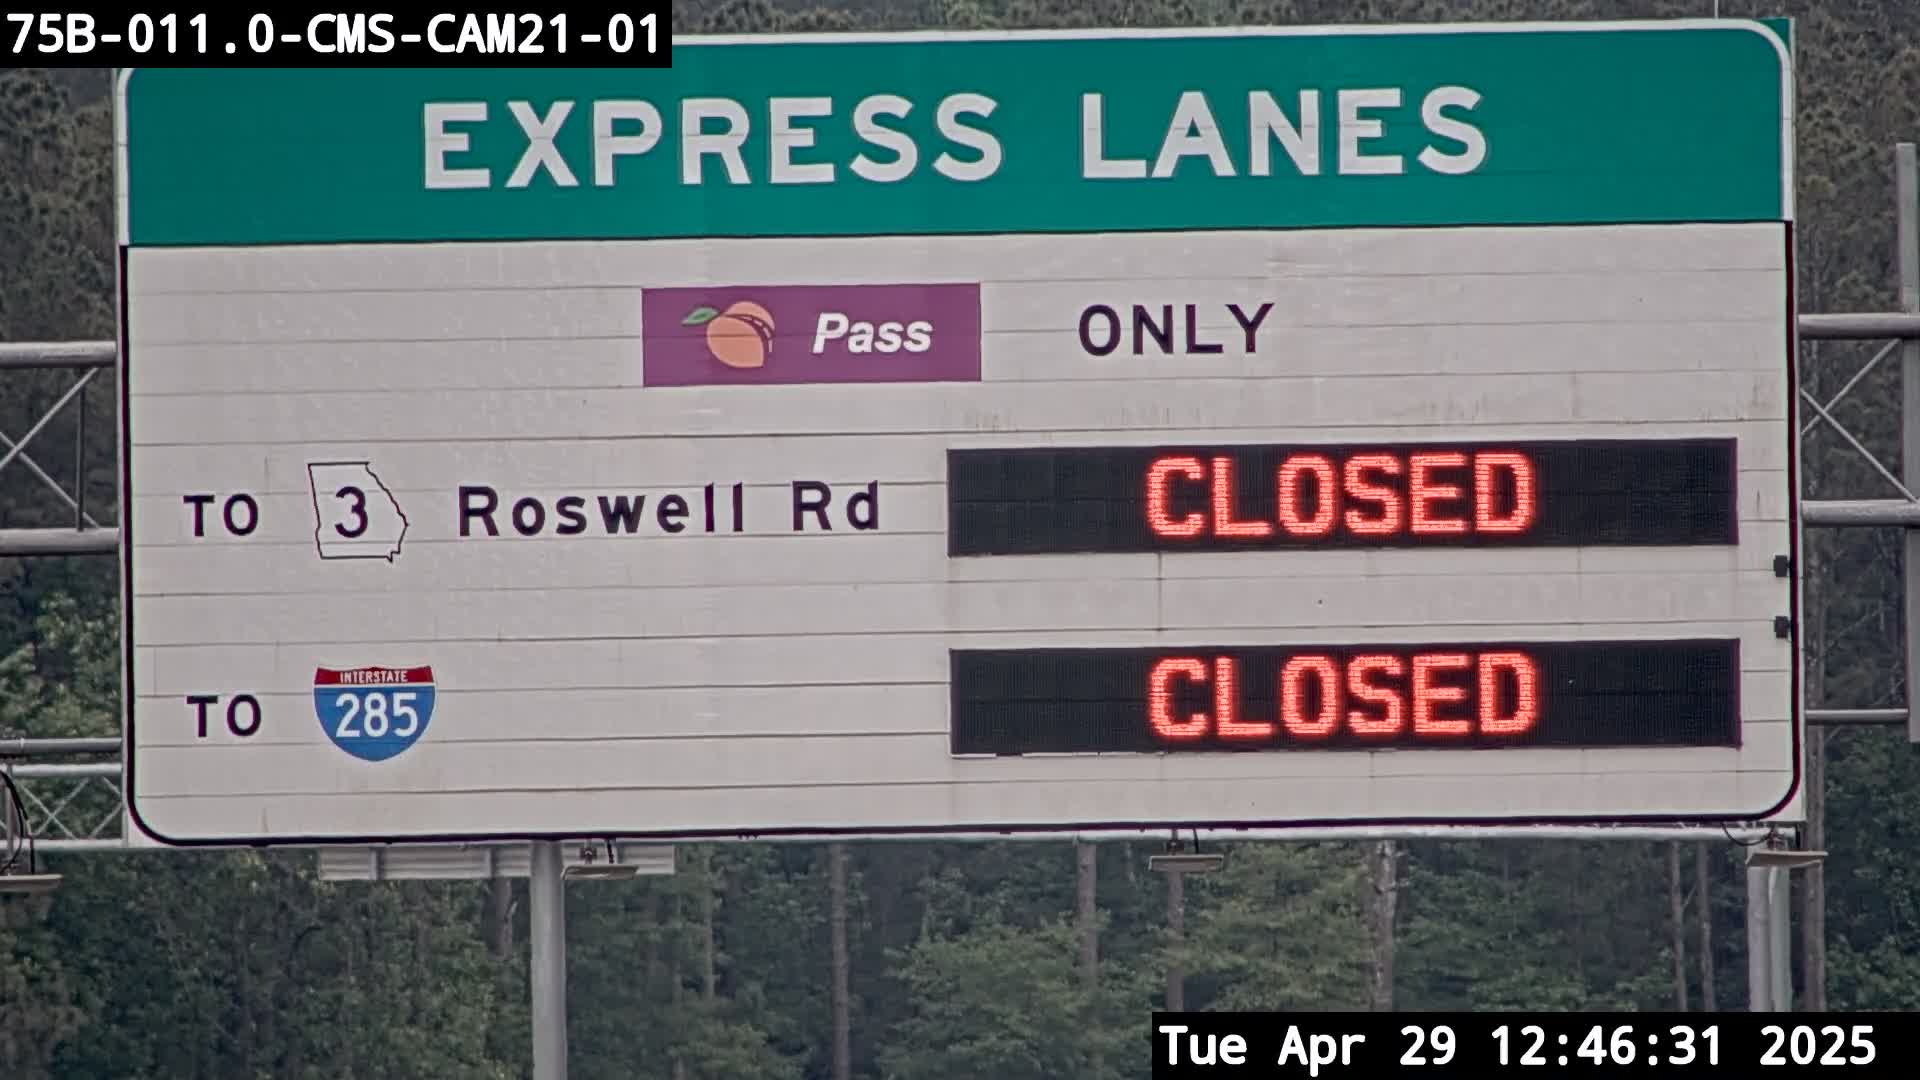 75B-011.0-CMS-CAM21-01
EXPRESS LANES
Pass ONLY
TO 3 Roswell Rd CLOSED
TO INTERSTATE 285 CLOSED
Tue Apr 29 12:46:31 2025